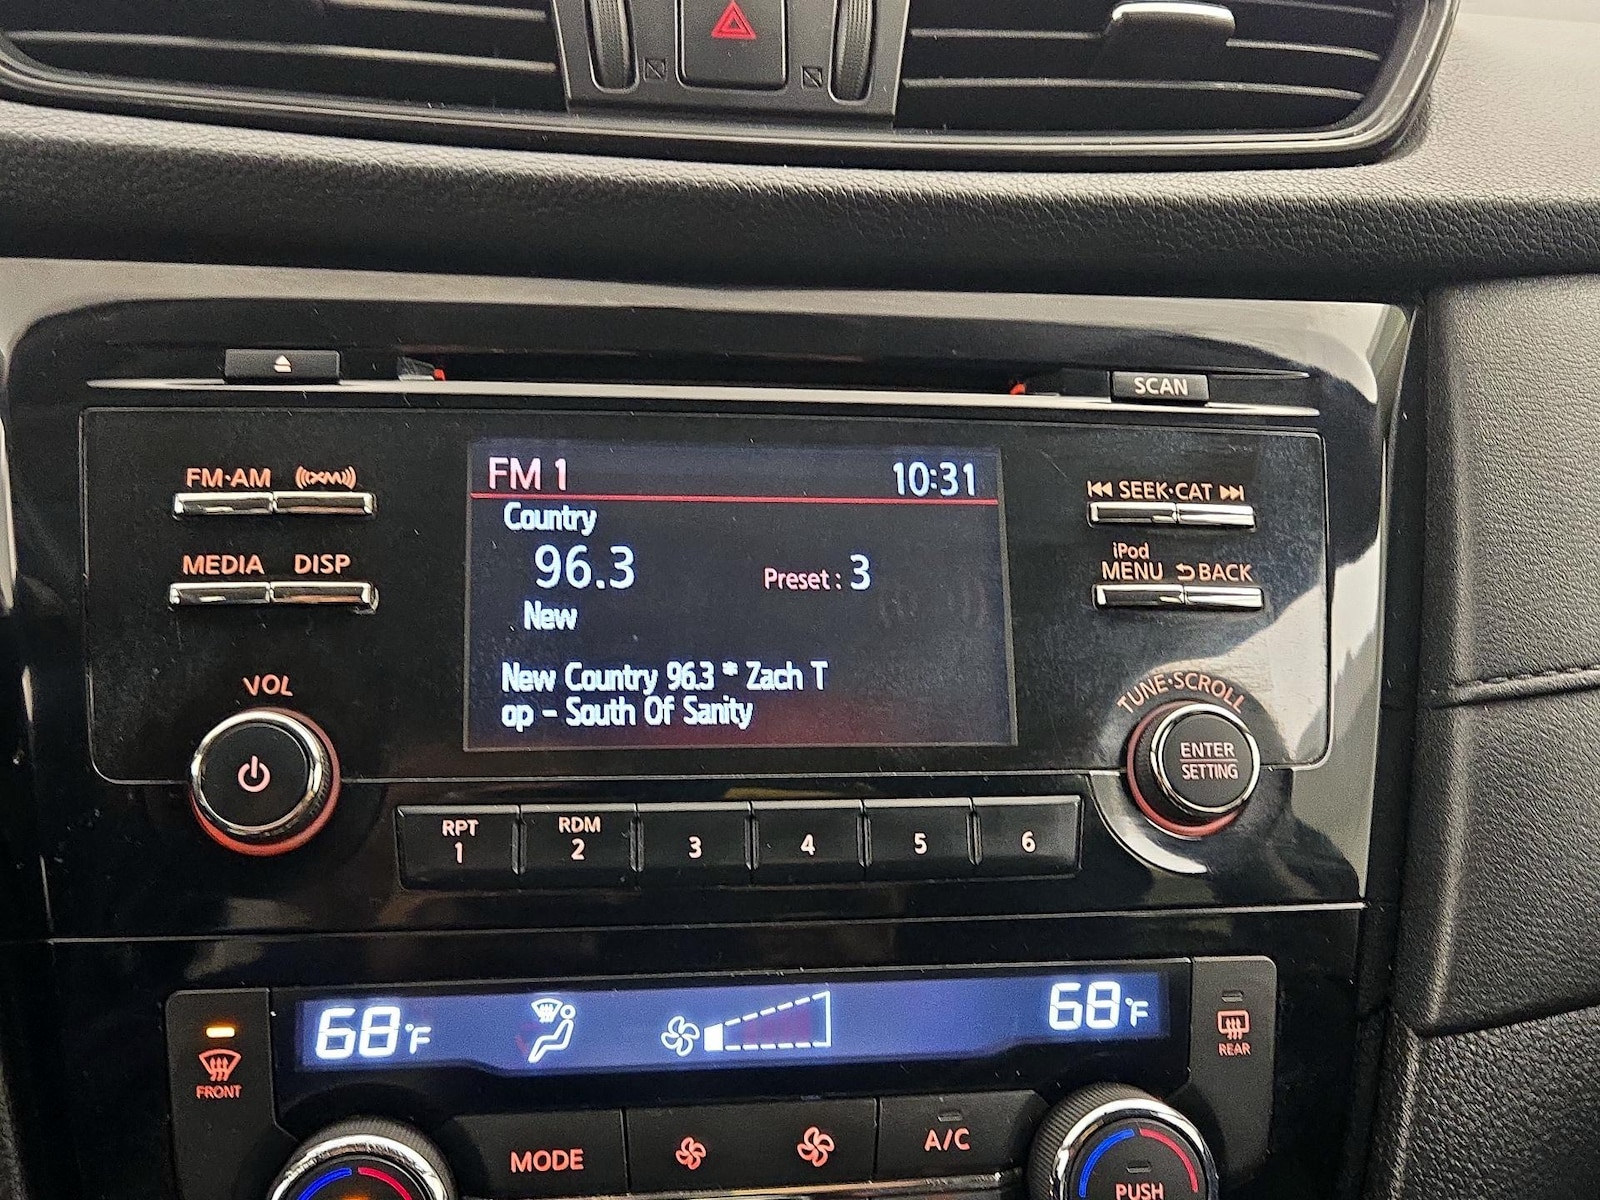 SCAN
FM·AM
XM
FM 1
10:31
SEEK·CAT
Country
96.3
Preset : 3
New
MEDIA
DISP
iPod
MENU
BACK
New Country 96.3 * Zach T
op - South Of Sanity
VOL
TUNE·SCROLL
ENTER
SETTING
RPT
1
RDM
2
3
4
5
6
68°F
68°F
FRONT
REAR
MODE
A/C
PUSH